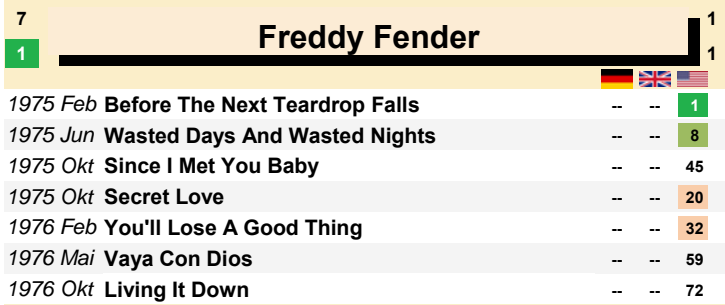 7 Freddy Fender 1
1 1
1975 Feb Before The Next Teardrop Falls -- -- 1
1975 Jun Wasted Days And Wasted Nights -- -- 8
1975 Okt Since I Met You Baby -- -- 45
1975 Okt Secret Love -- -- 20
1976 Feb You'll Lose A Good Thing -- -- 32
1976 Mai Vaya Con Dios -- -- 59
1976 Okt Living It Down -- -- 72